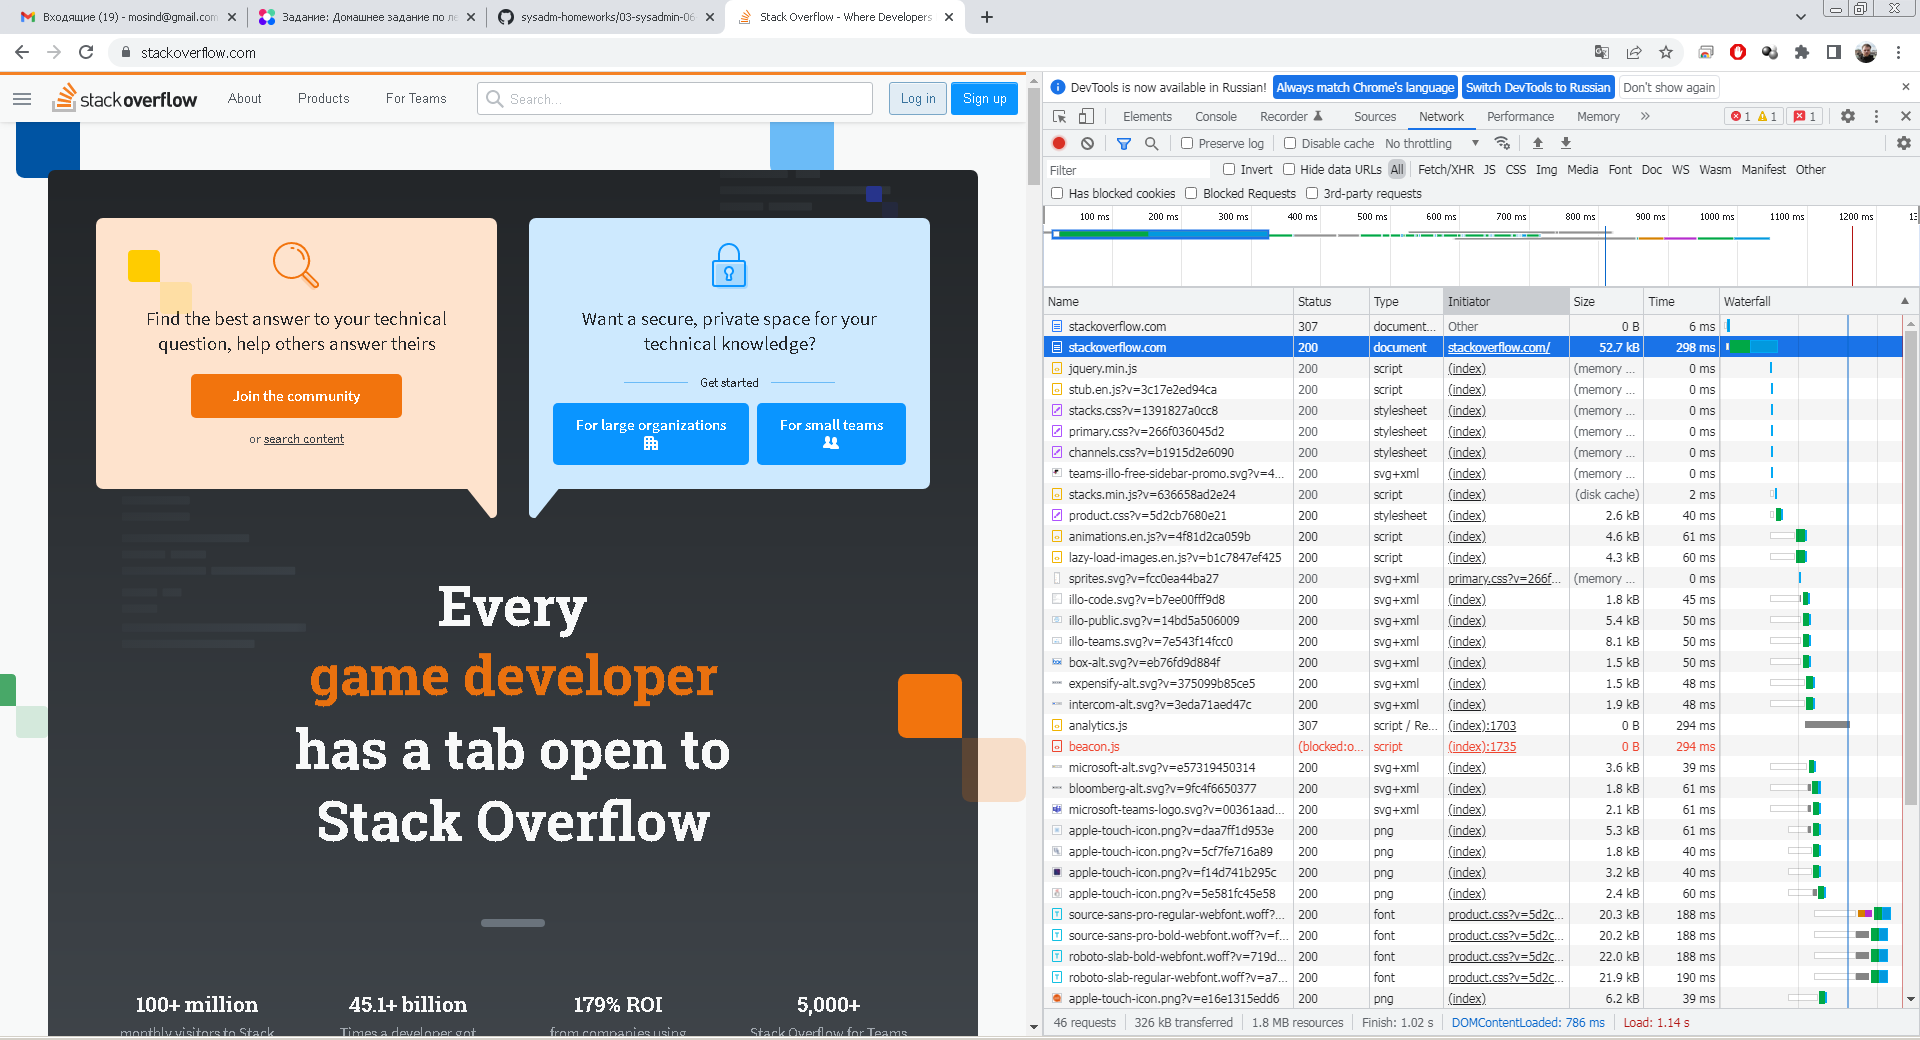 Входящие (19) - mosind@gmail.com
Задание: Домашнее задание по ле
sysadm-homeworks/03-sysadmin-06
Stack Overflow - Where Developers
stackoverflow.com
stackoverflow
About
Products
For Teams
Search...
Log in
Sign up
Find the best answer to your technical
question, help others answer theirs
Join the community
or search content
Want a secure, private space for your
technical knowledge?
Get started
For large organizations
For small teams
Every
game developer
has a tab open to
Stack Overflow
100+ million
monthly visitors to Stack
45.1+ billion
Times a developer got
179% ROI
from companies using
5,000+
Stack Overflow for Teams
DevTools is now available in Russian!
Always match Chrome's language
Switch DevTools to Russian
Don't show again
Elements Console Recorder Sources Network Performance Memory
1 1 1
Preserve log Disable cache No throttling
Filter Invert Hide data URLs All Fetch/XHR JS CSS Img Media Font Doc WS Wasm Manifest Other
Has blocked cookies Blocked Requests 3rd-party requests
100 ms 200 ms 300 ms 400 ms 500 ms 600 ms 700 ms 800 ms 900 ms 1000 ms 1100 ms 1200 ms 13
Name Status Type Initiator Size Time Waterfall
stackoverflow.com 307 document... Other 0 B 6 ms
stackoverflow.com 200 document stackoverflow.com/ 52.7 kB 298 ms
jquery.min.js 200 script (index) (memory ... 0 ms
stub.en.js?v=3c17e2ed94ca 200 script (index) (memory ... 0 ms
stacks.css?v=1391827a0cc8 200 stylesheet (index) (memory ... 0 ms
primary.css?v=266f036045d2 200 stylesheet (index) (memory ... 0 ms
channels.css?v=b1915d2e6090 200 stylesheet (index) (memory ... 0 ms
teams-illo-free-sidebar-promo.svg?v=4... 200 svg+xml (index) (memory ... 0 ms
stacks.min.js?v=636658ad2e24 200 script (index) (disk cache) 2 ms
product.css?v=5d2cb7680e21 200 stylesheet (index) 2.6 kB 40 ms
animations.en.js?v=4f81d2ca059b 200 script (index) 4.6 kB 61 ms
lazy-load-images.en.js?v=b1c7847ef425 200 script (index) 4.3 kB 60 ms
sprites.svg?v=fcc0ea44ba27 200 svg+xml primary.css?v=266f... (memory ... 0 ms
illo-code.svg?v=b7ee00fff9d8 200 svg+xml (index) 1.8 kB 45 ms
illo-public.svg?v=14bd5a506009 200 svg+xml (index) 5.4 kB 50 ms
illo-teams.svg?v=7e543f14fcc0 200 svg+xml (index) 8.1 kB 50 ms
box-alt.svg?v=eb76fd9d884f 200 svg+xml (index) 1.5 kB 50 ms
expensify-alt.svg?v=375099b85ce5 200 svg+xml (index) 1.5 kB 48 ms
intercom-alt.svg?v=3eda71aed47c 200 svg+xml (index) 1.9 kB 48 ms
analytics.js 307 script / Re... (index):1703 0 B 294 ms
beacon.js (blocked:o... script (index):1735 0 B 294 ms
microsoft-alt.svg?v=e57319450314 200 svg+xml (index) 3.6 kB 39 ms
bloomberg-alt.svg?v=9fc4f6650377 200 svg+xml (index) 1.8 kB 61 ms
microsoft-teams-logo.svg?v=00361aad... 200 svg+xml (index) 2.1 kB 61 ms
apple-touch-icon.png?v=daa7ff1d953e 200 png (index) 5.3 kB 61 ms
apple-touch-icon.png?v=5cf7fe716a89 200 png (index) 1.8 kB 40 ms
apple-touch-icon.png?v=f14d741b295c 200 png (index) 3.2 kB 40 ms
apple-touch-icon.png?v=5e581fc45e58 200 png (index) 2.4 kB 60 ms
source-sans-pro-regular-webfont.woff?... 200 font product.css?v=5d2c... 20.3 kB 188 ms
source-sans-pro-bold-webfont.woff?v=f... 200 font product.css?v=5d2c... 20.2 kB 188 ms
roboto-slab-bold-webfont.woff?v=719d... 200 font product.css?v=5d2c... 22.0 kB 188 ms
roboto-slab-regular-webfont.woff?v=a7... 200 font product.css?v=5d2c... 21.9 kB 190 ms
apple-touch-icon.png?v=e16e1315edd6 200 png (index) 6.2 kB 39 ms
46 requests 326 kB transferred 1.8 MB resources Finish: 1.02 s DOMContentLoaded: 786 ms Load: 1.14 s